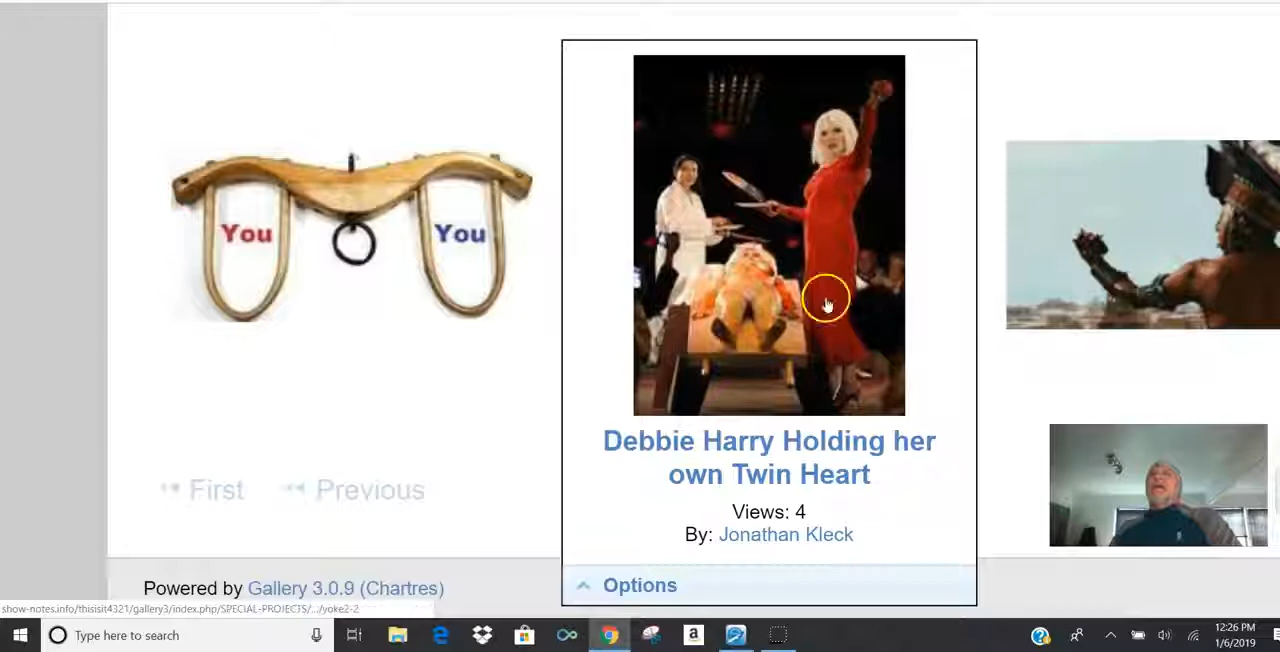 You
You
Debbie Harry Holding her
own Twin Heart
Views: 4
By: Jonathan Kleck
First
Previous
Options
Powered by Gallery 3.0.9 (Chartres)
show-notes.info/thisisit4321/gallery3/index.php/SPECIAL-PROJECTS/.../yoke2-2
Type here to search
12:26 PM
1/6/2019